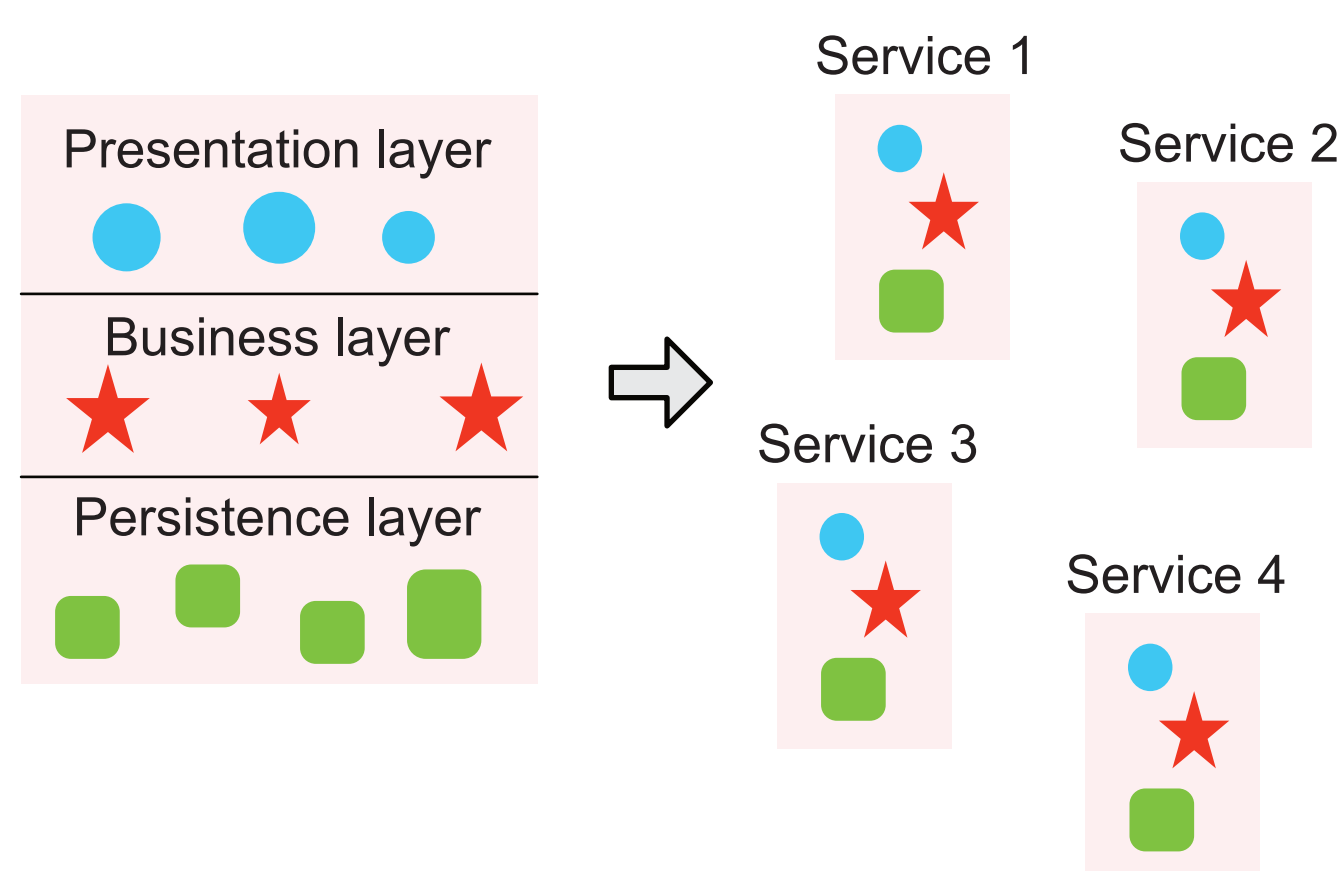 Presentation layer
Business layer
Persistence layer
Service 1
Service 2
Service 3
Service 4